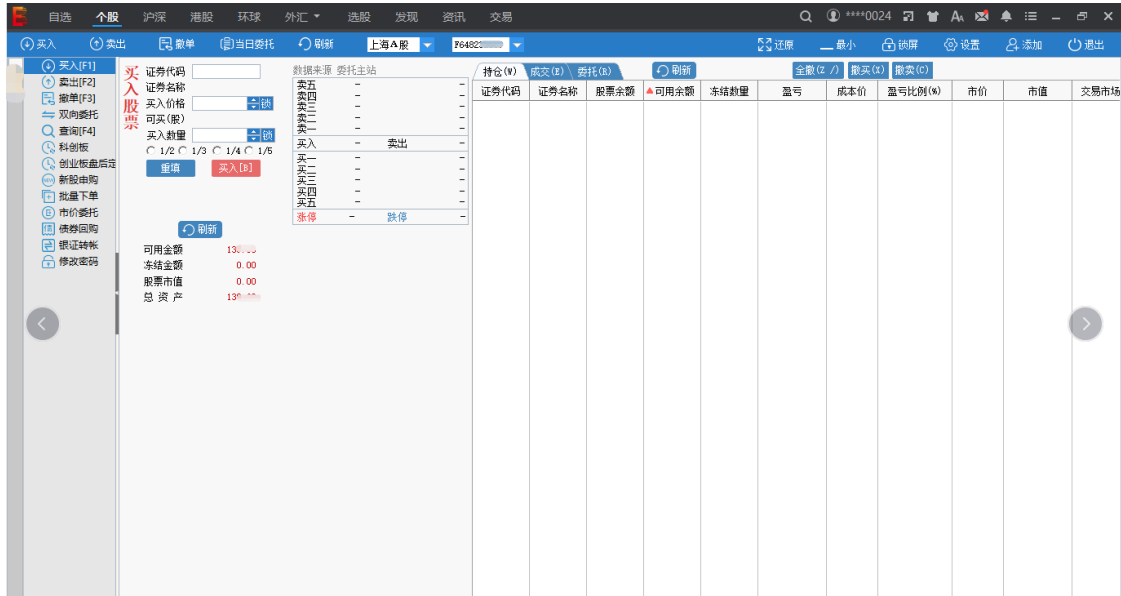 自选 个股 沪深 港股 环球 外汇 选股 发现 资讯 交易 ****0024
买入 卖出 撤单 当日委托 刷新 上海A股 还原 最小 锁屏 设置 添加 退出
买入[F1]
卖出[F2]
撤单[F3]
双向委托
查询[F4]
科创板
创业板盘后定
新股申购
批量下单
市价委托
债券回购
银证转帐
修改密码
买入股票
证券代码
证券名称
买入价格 锁
可买(股)
买入数量 锁
1/2 1/3 1/4 1/5
重填 买入[B]
刷新
可用金额
冻结金额 0.00
股票市值 0.00
总 资 产
数据来源 委托主站
卖五 - -
卖四 - -
卖三 - -
卖二 - -
卖一 - -
买入 - 卖出 -
买一 - -
买二 - -
买三 - -
买四 - -
买五 - -
涨停 - 跌停 -
持仓(W) 成交(E) 委托(R) 刷新 全撤(Z /) 撤买(X) 撤卖(C)
证券代码 证券名称 股票余额 ▲可用余额 冻结数量 盈亏 成本价 盈亏比例(%) 市价 市值 交易市场